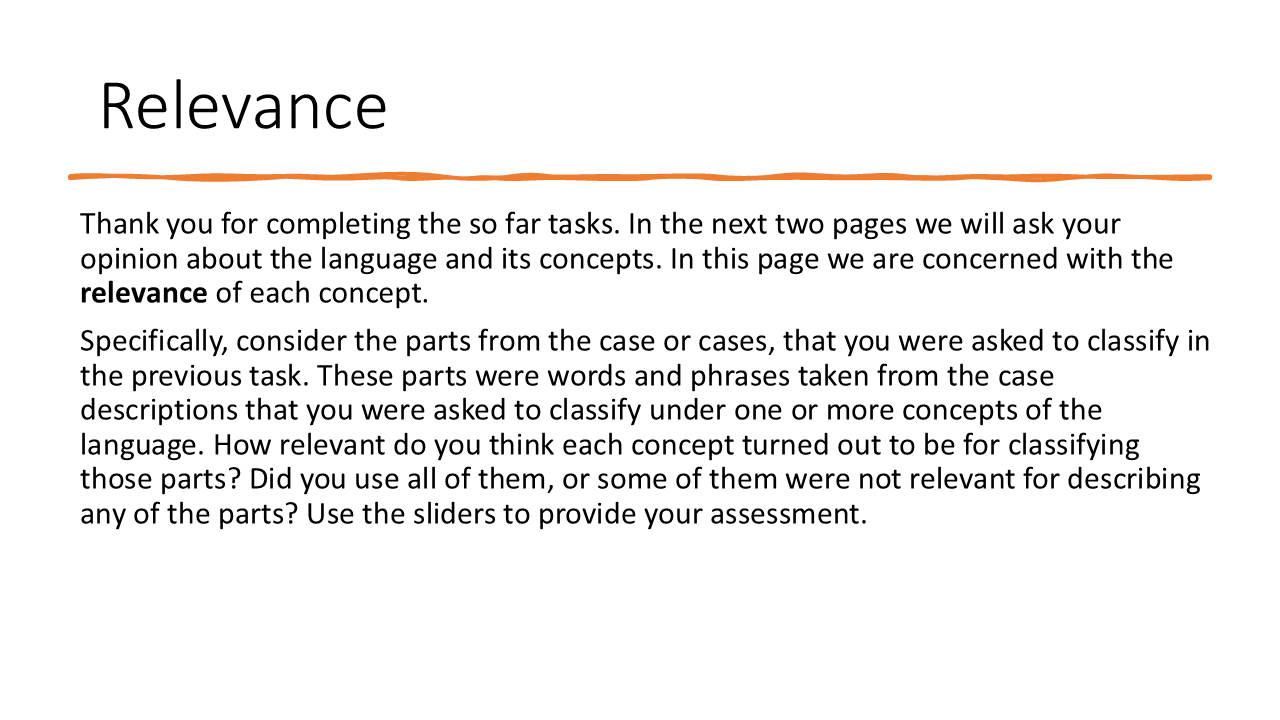 Relevance
Thank you for completing the so far tasks. In the next two pages we will ask your
opinion about the language and its concepts. In this page we are concerned with the
relevance of each concept.
Specifically, consider the parts from the case or cases, that you were asked to classify in
the previous task. These parts were words and phrases taken from the case
descriptions that you were asked to classify under one or more concepts of the
language. How relevant do you think each concept turned out to be for classifying
those parts? Did you use all of them, or some of them were not relevant for describing
any of the parts? Use the sliders to provide your assessment.